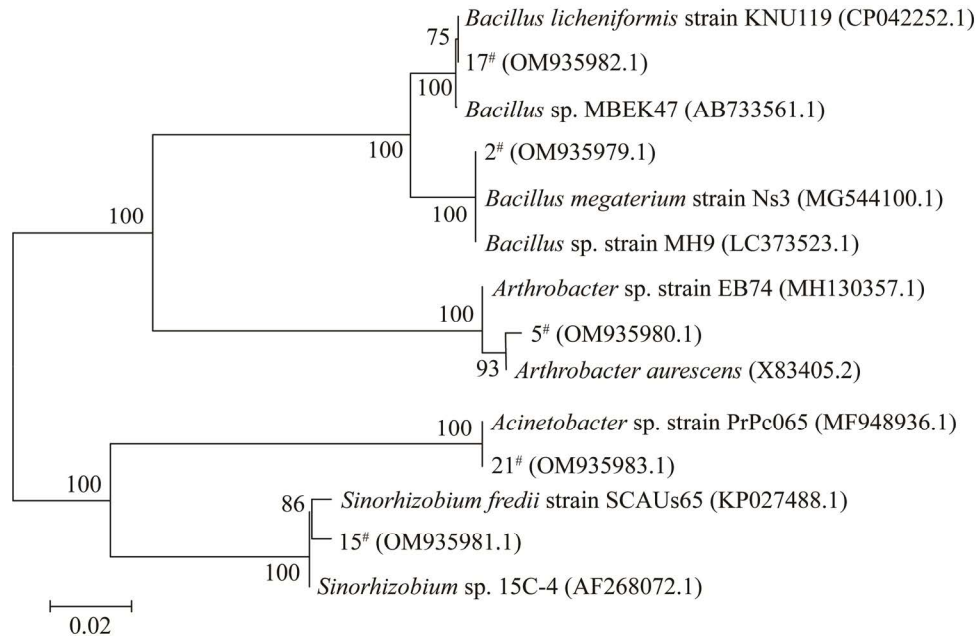 Bacillus licheniformis strain KNU119 (CP042252.1)
75
17# (OM935982.1)
100
Bacillus sp. MBEK47 (AB733561.1)
100
2# (OM935979.1)
Bacillus megaterium strain Ns3 (MG544100.1)
100
100
Bacillus sp. strain MH9 (LC373523.1)
Arthrobacter sp. strain EB74 (MH130357.1)
100
5# (OM935980.1)
93
Arthrobacter aurescens (X83405.2)
Acinetobacter sp. strain PrPc065 (MF948936.1)
100
21# (OM935983.1)
100
Sinorhizobium fredii strain SCAUs65 (KP027488.1)
86
15# (OM935981.1)
100
Sinorhizobium sp. 15C-4 (AF268072.1)
0.02